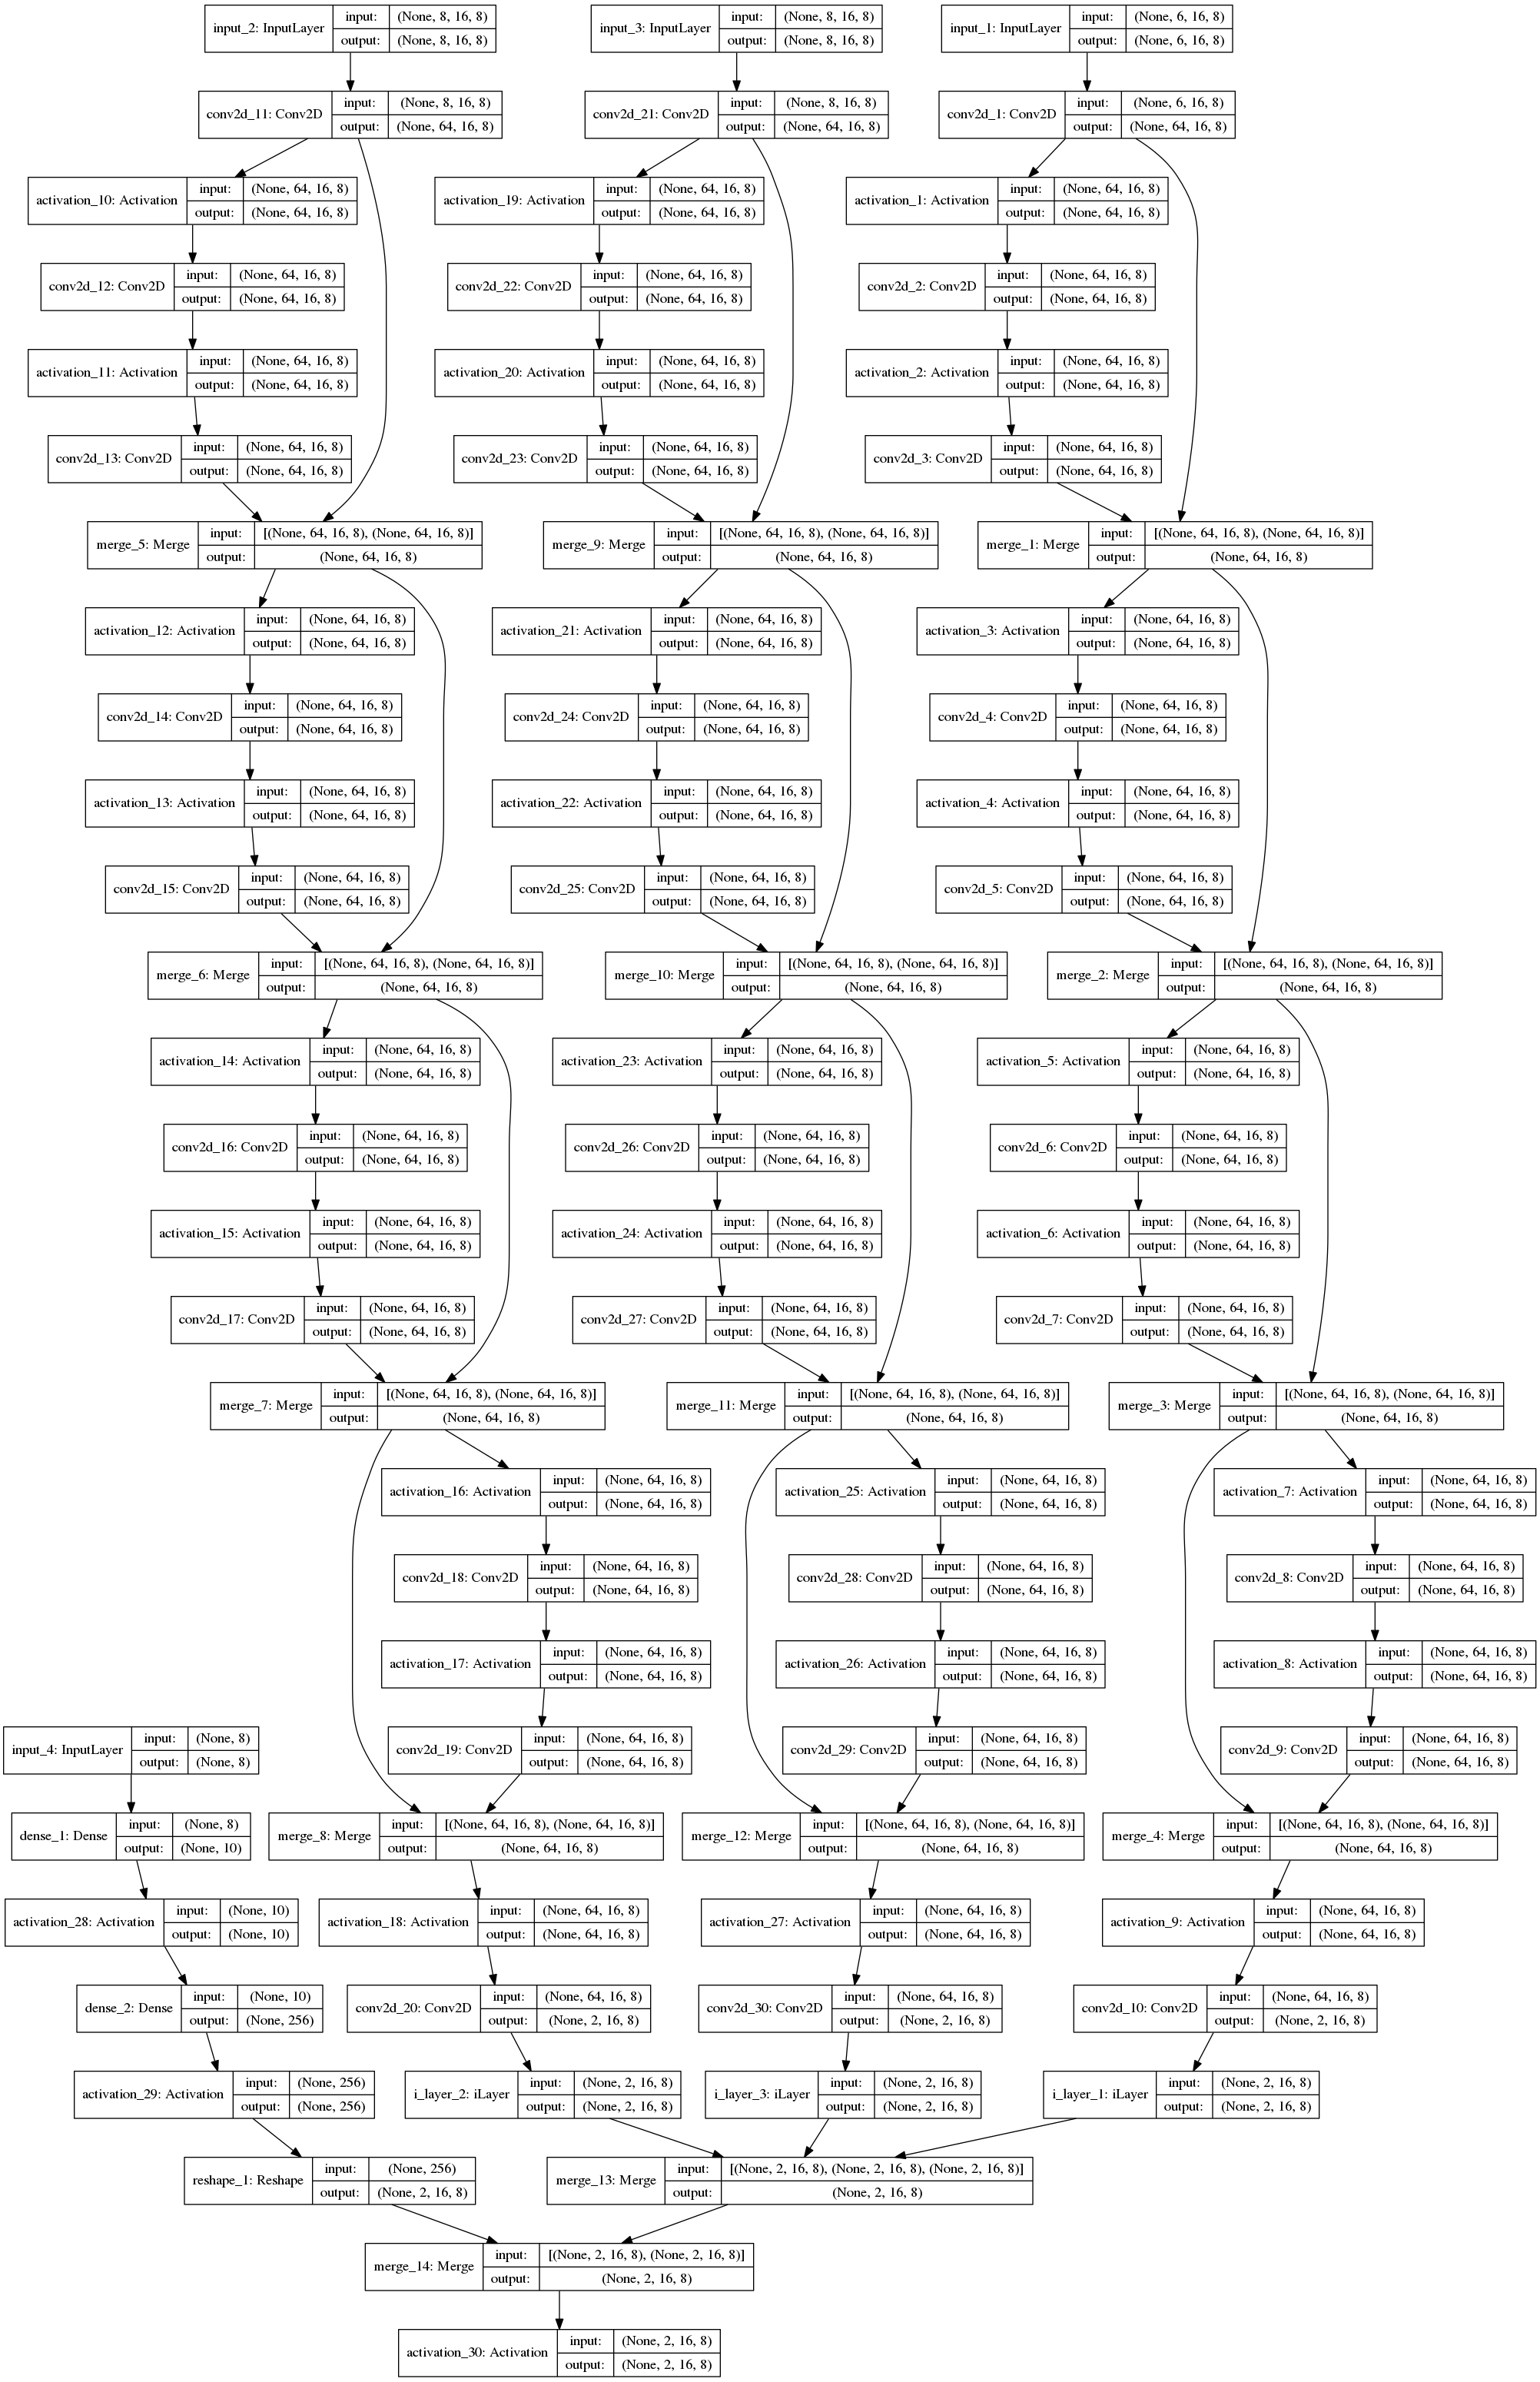 input_2: InputLayer
input: (None, 8, 16, 8)
output: (None, 8, 16, 8)
input_3: InputLayer
input: (None, 8, 16, 8)
output: (None, 8, 16, 8)
input_1: InputLayer
input: (None, 6, 16, 8)
output: (None, 6, 16, 8)
conv2d_11: Conv2D
input: (None, 8, 16, 8)
output: (None, 64, 16, 8)
conv2d_21: Conv2D
input: (None, 8, 16, 8)
output: (None, 64, 16, 8)
conv2d_1: Conv2D
input: (None, 6, 16, 8)
output: (None, 64, 16, 8)
activation_10: Activation
input: (None, 64, 16, 8)
output: (None, 64, 16, 8)
activation_19: Activation
input: (None, 64, 16, 8)
output: (None, 64, 16, 8)
activation_1: Activation
input: (None, 64, 16, 8)
output: (None, 64, 16, 8)
conv2d_12: Conv2D
input: (None, 64, 16, 8)
output: (None, 64, 16, 8)
conv2d_22: Conv2D
input: (None, 64, 16, 8)
output: (None, 64, 16, 8)
conv2d_2: Conv2D
input: (None, 64, 16, 8)
output: (None, 64, 16, 8)
activation_11: Activation
input: (None, 64, 16, 8)
output: (None, 64, 16, 8)
activation_20: Activation
input: (None, 64, 16, 8)
output: (None, 64, 16, 8)
activation_2: Activation
input: (None, 64, 16, 8)
output: (None, 64, 16, 8)
conv2d_13: Conv2D
input: (None, 64, 16, 8)
output: (None, 64, 16, 8)
conv2d_23: Conv2D
input: (None, 64, 16, 8)
output: (None, 64, 16, 8)
conv2d_3: Conv2D
input: (None, 64, 16, 8)
output: (None, 64, 16, 8)
merge_5: Merge
input: [(None, 64, 16, 8), (None, 64, 16, 8)]
output: (None, 64, 16, 8)
merge_9: Merge
input: [(None, 64, 16, 8), (None, 64, 16, 8)]
output: (None, 64, 16, 8)
merge_1: Merge
input: [(None, 64, 16, 8), (None, 64, 16, 8)]
output: (None, 64, 16, 8)
activation_12: Activation
input: (None, 64, 16, 8)
output: (None, 64, 16, 8)
activation_21: Activation
input: (None, 64, 16, 8)
output: (None, 64, 16, 8)
activation_3: Activation
input: (None, 64, 16, 8)
output: (None, 64, 16, 8)
conv2d_14: Conv2D
input: (None, 64, 16, 8)
output: (None, 64, 16, 8)
conv2d_24: Conv2D
input: (None, 64, 16, 8)
output: (None, 64, 16, 8)
conv2d_4: Conv2D
input: (None, 64, 16, 8)
output: (None, 64, 16, 8)
activation_13: Activation
input: (None, 64, 16, 8)
output: (None, 64, 16, 8)
activation_22: Activation
input: (None, 64, 16, 8)
output: (None, 64, 16, 8)
activation_4: Activation
input: (None, 64, 16, 8)
output: (None, 64, 16, 8)
conv2d_15: Conv2D
input: (None, 64, 16, 8)
output: (None, 64, 16, 8)
conv2d_25: Conv2D
input: (None, 64, 16, 8)
output: (None, 64, 16, 8)
conv2d_5: Conv2D
input: (None, 64, 16, 8)
output: (None, 64, 16, 8)
merge_6: Merge
input: [(None, 64, 16, 8), (None, 64, 16, 8)]
output: (None, 64, 16, 8)
merge_10: Merge
input: [(None, 64, 16, 8), (None, 64, 16, 8)]
output: (None, 64, 16, 8)
merge_2: Merge
input: [(None, 64, 16, 8), (None, 64, 16, 8)]
output: (None, 64, 16, 8)
activation_14: Activation
input: (None, 64, 16, 8)
output: (None, 64, 16, 8)
activation_23: Activation
input: (None, 64, 16, 8)
output: (None, 64, 16, 8)
activation_5: Activation
input: (None, 64, 16, 8)
output: (None, 64, 16, 8)
conv2d_16: Conv2D
input: (None, 64, 16, 8)
output: (None, 64, 16, 8)
conv2d_26: Conv2D
input: (None, 64, 16, 8)
output: (None, 64, 16, 8)
conv2d_6: Conv2D
input: (None, 64, 16, 8)
output: (None, 64, 16, 8)
activation_15: Activation
input: (None, 64, 16, 8)
output: (None, 64, 16, 8)
activation_24: Activation
input: (None, 64, 16, 8)
output: (None, 64, 16, 8)
activation_6: Activation
input: (None, 64, 16, 8)
output: (None, 64, 16, 8)
conv2d_17: Conv2D
input: (None, 64, 16, 8)
output: (None, 64, 16, 8)
conv2d_27: Conv2D
input: (None, 64, 16, 8)
output: (None, 64, 16, 8)
conv2d_7: Conv2D
input: (None, 64, 16, 8)
output: (None, 64, 16, 8)
merge_7: Merge
input: [(None, 64, 16, 8), (None, 64, 16, 8)]
output: (None, 64, 16, 8)
merge_11: Merge
input: [(None, 64, 16, 8), (None, 64, 16, 8)]
output: (None, 64, 16, 8)
merge_3: Merge
input: [(None, 64, 16, 8), (None, 64, 16, 8)]
output: (None, 64, 16, 8)
activation_16: Activation
input: (None, 64, 16, 8)
output: (None, 64, 16, 8)
activation_25: Activation
input: (None, 64, 16, 8)
output: (None, 64, 16, 8)
activation_7: Activation
input: (None, 64, 16, 8)
output: (None, 64, 16, 8)
conv2d_18: Conv2D
input: (None, 64, 16, 8)
output: (None, 64, 16, 8)
conv2d_28: Conv2D
input: (None, 64, 16, 8)
output: (None, 64, 16, 8)
conv2d_8: Conv2D
input: (None, 64, 16, 8)
output: (None, 64, 16, 8)
activation_17: Activation
input: (None, 64, 16, 8)
output: (None, 64, 16, 8)
activation_26: Activation
input: (None, 64, 16, 8)
output: (None, 64, 16, 8)
activation_8: Activation
input: (None, 64, 16, 8)
output: (None, 64, 16, 8)
input_4: InputLayer
input: (None, 8)
output: (None, 8)
conv2d_19: Conv2D
input: (None, 64, 16, 8)
output: (None, 64, 16, 8)
conv2d_29: Conv2D
input: (None, 64, 16, 8)
output: (None, 64, 16, 8)
conv2d_9: Conv2D
input: (None, 64, 16, 8)
output: (None, 64, 16, 8)
dense_1: Dense
input: (None, 8)
output: (None, 10)
merge_8: Merge
input: [(None, 64, 16, 8), (None, 64, 16, 8)]
output: (None, 64, 16, 8)
merge_12: Merge
input: [(None, 64, 16, 8), (None, 64, 16, 8)]
output: (None, 64, 16, 8)
merge_4: Merge
input: [(None, 64, 16, 8), (None, 64, 16, 8)]
output: (None, 64, 16, 8)
activation_28: Activation
input: (None, 10)
output: (None, 10)
activation_18: Activation
input: (None, 64, 16, 8)
output: (None, 64, 16, 8)
activation_27: Activation
input: (None, 64, 16, 8)
output: (None, 64, 16, 8)
activation_9: Activation
input: (None, 64, 16, 8)
output: (None, 64, 16, 8)
dense_2: Dense
input: (None, 10)
output: (None, 256)
conv2d_20: Conv2D
input: (None, 64, 16, 8)
output: (None, 2, 16, 8)
conv2d_30: Conv2D
input: (None, 64, 16, 8)
output: (None, 2, 16, 8)
conv2d_10: Conv2D
input: (None, 64, 16, 8)
output: (None, 2, 16, 8)
activation_29: Activation
input: (None, 256)
output: (None, 256)
i_layer_2: iLayer
input: (None, 2, 16, 8)
output: (None, 2, 16, 8)
i_layer_3: iLayer
input: (None, 2, 16, 8)
output: (None, 2, 16, 8)
i_layer_1: iLayer
input: (None, 2, 16, 8)
output: (None, 2, 16, 8)
reshape_1: Reshape
input: (None, 256)
output: (None, 2, 16, 8)
merge_13: Merge
input: [(None, 2, 16, 8), (None, 2, 16, 8), (None, 2, 16, 8)]
output: (None, 2, 16, 8)
merge_14: Merge
input: [(None, 2, 16, 8), (None, 2, 16, 8)]
output: (None, 2, 16, 8)
activation_30: Activation
input: (None, 2, 16, 8)
output: (None, 2, 16, 8)